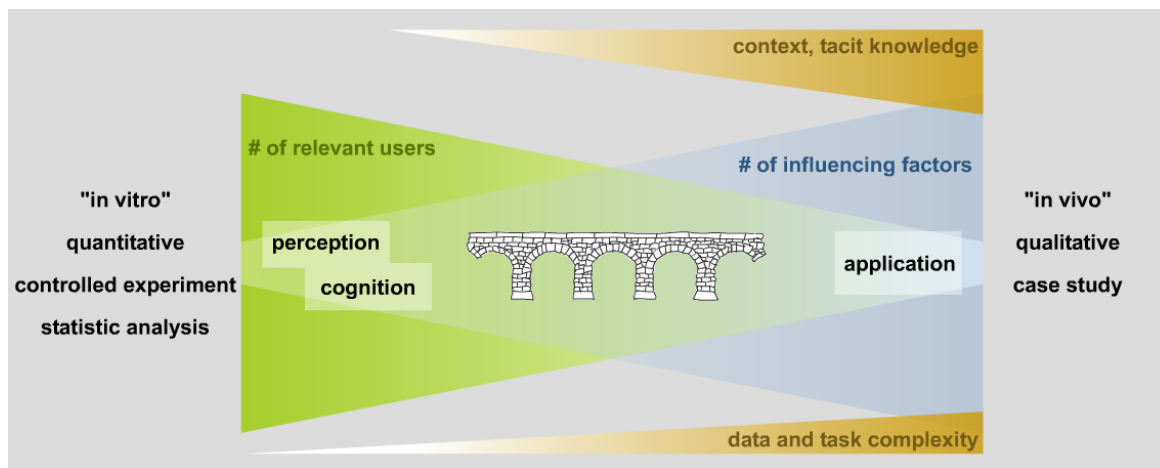 context, tacit knowledge
# of relevant users
# of influencing factors
"in vitro"
quantitative
controlled experiment
statistic analysis
perception
cognition
application
"in vivo"
qualitative
case study
data and task complexity